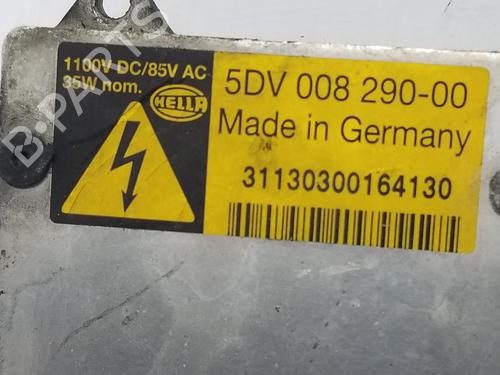 1100V DC/85V AC
35W nom.
HELLA
5DV 008 290-00
Made in Germany
31130300164130
B-PARTS